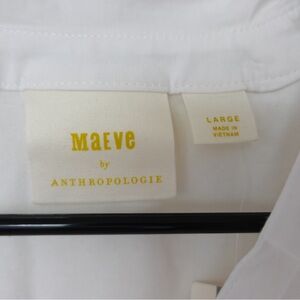 Maeve
by
ANTHROPOLOGIE
LARGE
MADE IN
VIETNAM